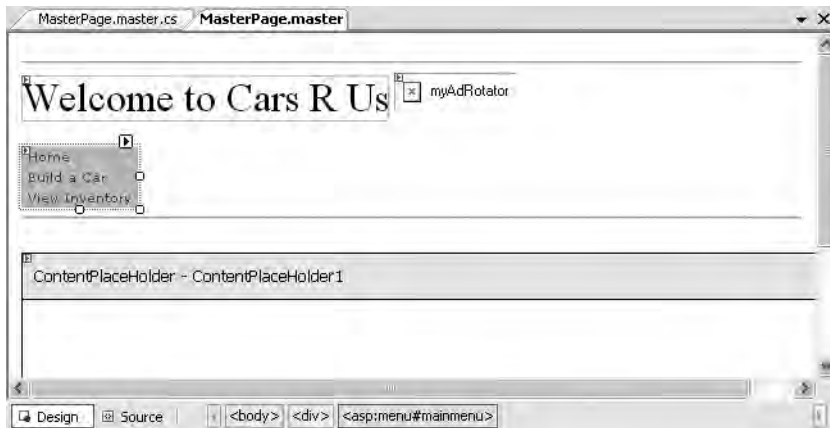 MasterPage.master.cs MasterPage.master
Welcome to Cars R Us myAdRotator
Home
Build a Car
View Inventory
ContentPlaceHolder - ContentPlaceHolder1
Design Source <body> <div> <asp:menu#mainmenu>